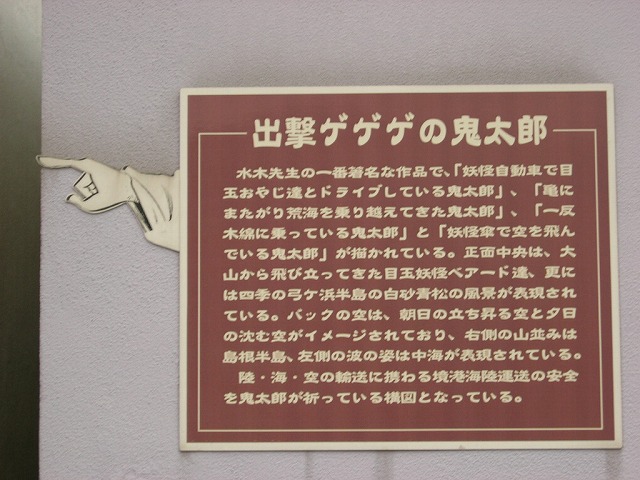 出撃ゲゲゲの鬼太郎
水木先生の一番著名な作品で、「妖怪自動車で目
玉おやじ達とドライブしている鬼太郎」、「亀に
またがり荒海を乗り越えてきた鬼太郎」、「一反
木綿に乗っている鬼太郎」と「妖怪傘で空を飛ん
でいる鬼太郎」が描かれている。正面中央は、大
山から飛び立ってきた目玉妖怪ベアード達、更に
は四季の弓ケ浜半島の白砂青松の風景が表現され
ている。バックの空は、朝日の立ち昇る空と夕日
の沈む空がイメージされており、右側の山並みは
島根半島、左側の波の姿は中海が表現されている。
陸・海・空の輸送に携わる境港海陸運送の安全
を鬼太郎が祈っている構図となっている。